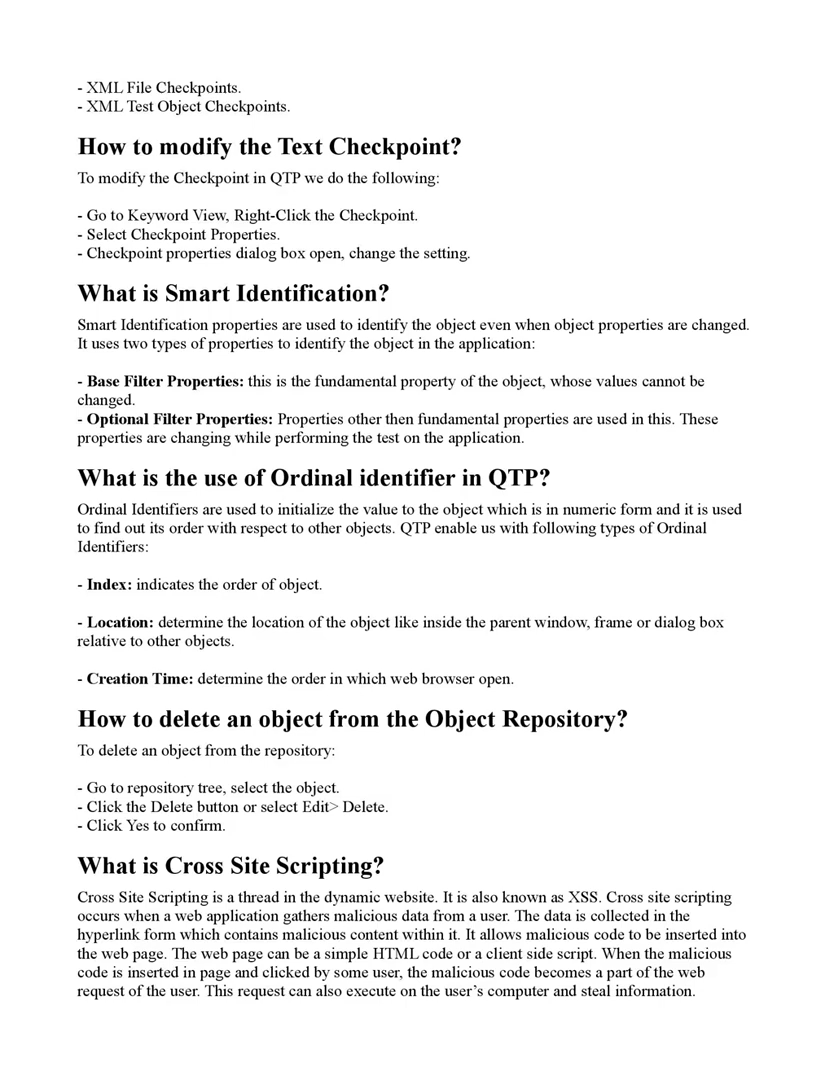 - XML File Checkpoints.
- XML Test Object Checkpoints.
How to modify the Text Checkpoint?
To modify the Checkpoint in QTP we do the following:
- Go to Keyword View, Right-Click the Checkpoint.
- Select Checkpoint Properties.
- Checkpoint properties dialog box open, change the setting.
What is Smart Identification?
Smart Identification properties are used to identify the object even when object properties are changed.
It uses two types of properties to identify the object in the application:
- Base Filter Properties: this is the fundamental property of the object, whose values cannot be
changed.
- Optional Filter Properties: Properties other then fundamental properties are used in this. These
properties are changing while performing the test on the application.
What is the use of Ordinal identifier in QTP?
Ordinal Identifiers are used to initialize the value to the object which is in numeric form and it is used
to find out its order with respect to other objects. QTP enable us with following types of Ordinal
Identifiers:
- Index: indicates the order of object.
- Location: determine the location of the object like inside the parent window, frame or dialog box
relative to other objects.
- Creation Time: determine the order in which web browser open.
How to delete an object from the Object Repository?
To delete an object from the repository:
- Go to repository tree, select the object.
- Click the Delete button or select Edit> Delete.
- Click Yes to confirm.
What is Cross Site Scripting?
Cross Site Scripting is a thread in the dynamic website. It is also known as XSS. Cross site scripting
occurs when a web application gathers malicious data from a user. The data is collected in the
hyperlink form which contains malicious content within it. It allows malicious code to be inserted into
the web page. The web page can be a simple HTML code or a client side script. When the malicious
code is inserted in page and clicked by some user, the malicious code becomes a part of the web
request of the user. This request can also execute on the user’s computer and steal information.